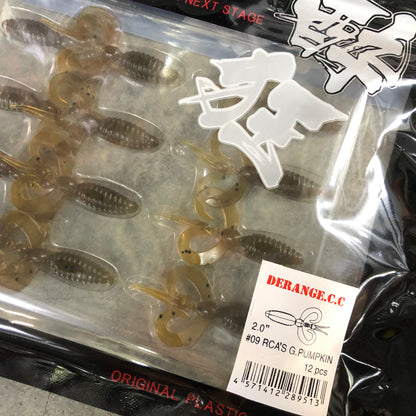 NEXT STAGE
DERANGE.C.C
2.0"
#09 RCA'S G.PUMPKIN
12 pcs
4 571412 289513
ORIGINAL PLASTIC